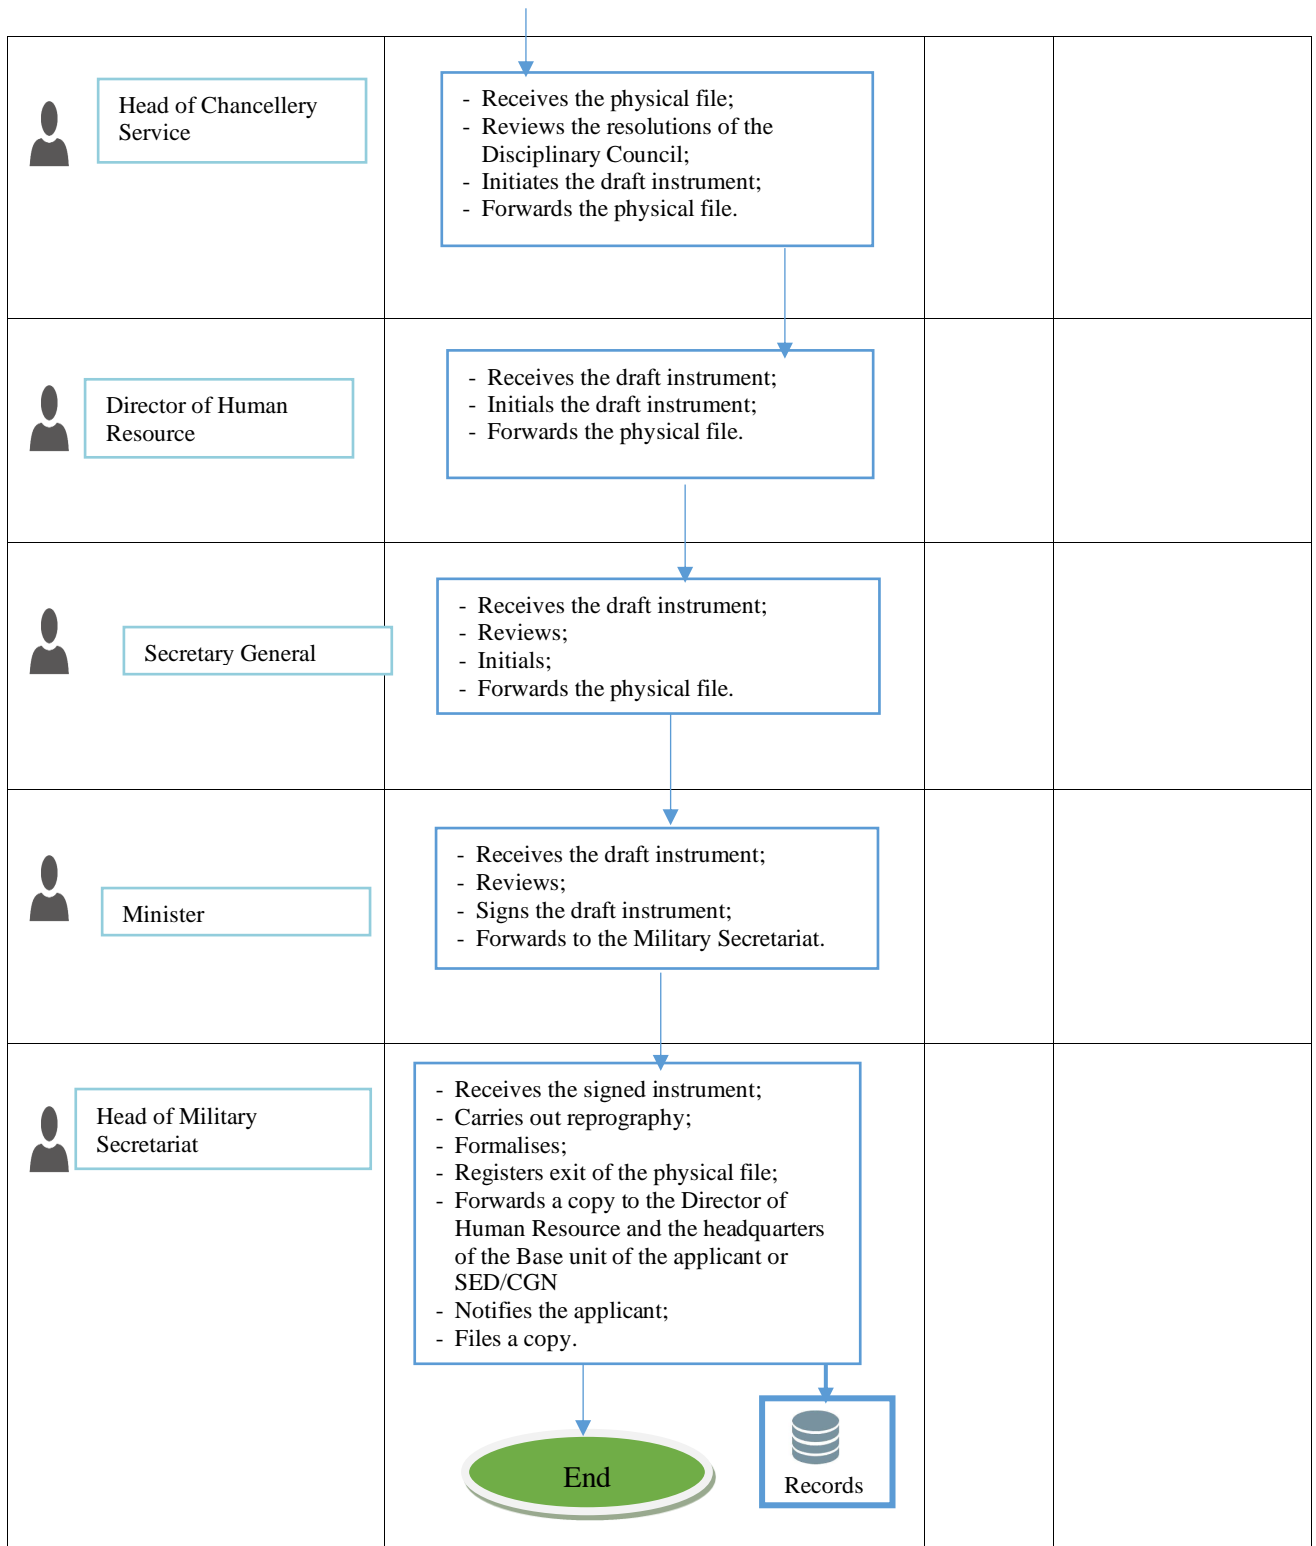 Head of Chancellery
Service
- Receives the physical file;
- Reviews the resolutions of the
Disciplinary Council;
- Initiates the draft instrument;
- Forwards the physical file.
Director of Human
Resource
- Receives the draft instrument;
- Initials the draft instrument;
- Forwards the physical file.
Secretary General
- Receives the draft instrument;
- Reviews;
- Initials;
- Forwards the physical file.
Minister
- Receives the draft instrument;
- Reviews;
- Signs the draft instrument;
- Forwards to the Military Secretariat.
Head of Military
Secretariat
- Receives the signed instrument;
- Carries out reprography;
- Formalises;
- Registers exit of the physical file;
- Forwards a copy to the Director of
Human Resource and the headquarters
of the Base unit of the applicant or
SED/CGN
- Notifies the applicant;
- Files a copy.
End
Records